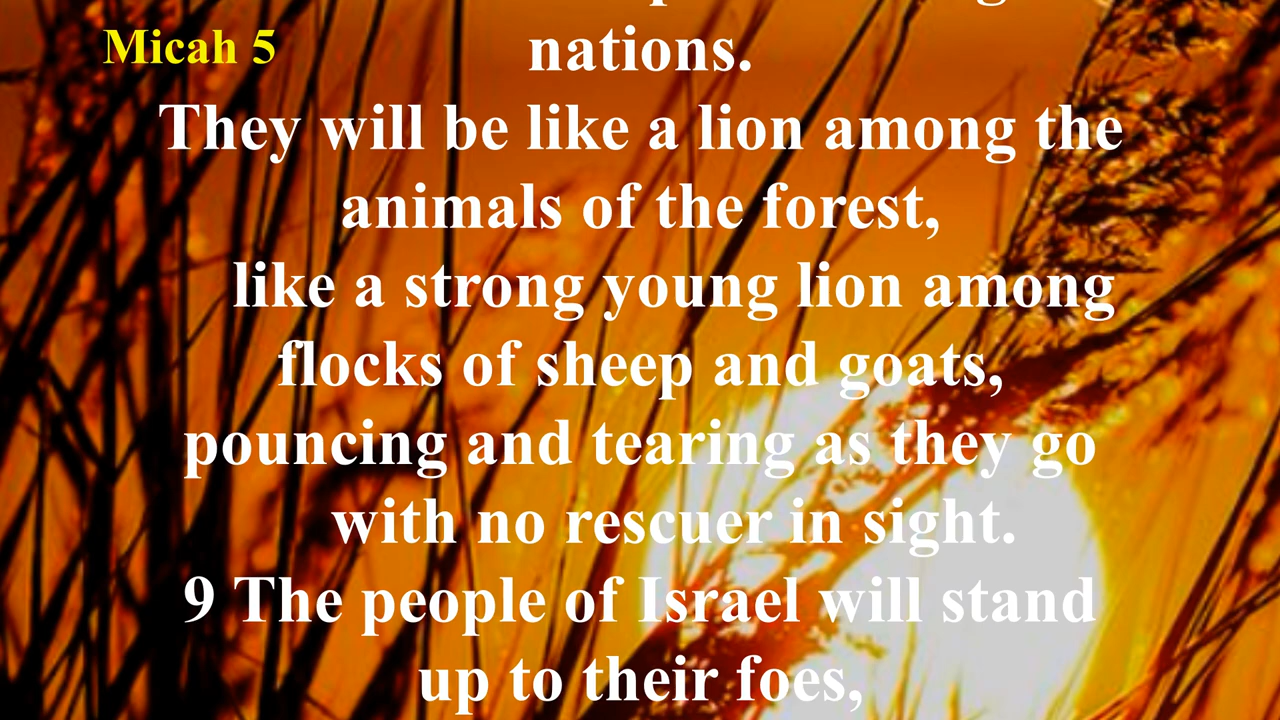 Micah 5
nations.
They will be like a lion among the
animals of the forest,
like a strong young lion among
flocks of sheep and goats,
pouncing and tearing as they go
with no rescuer in sight.
9 The people of Israel will stand
up to their foes,